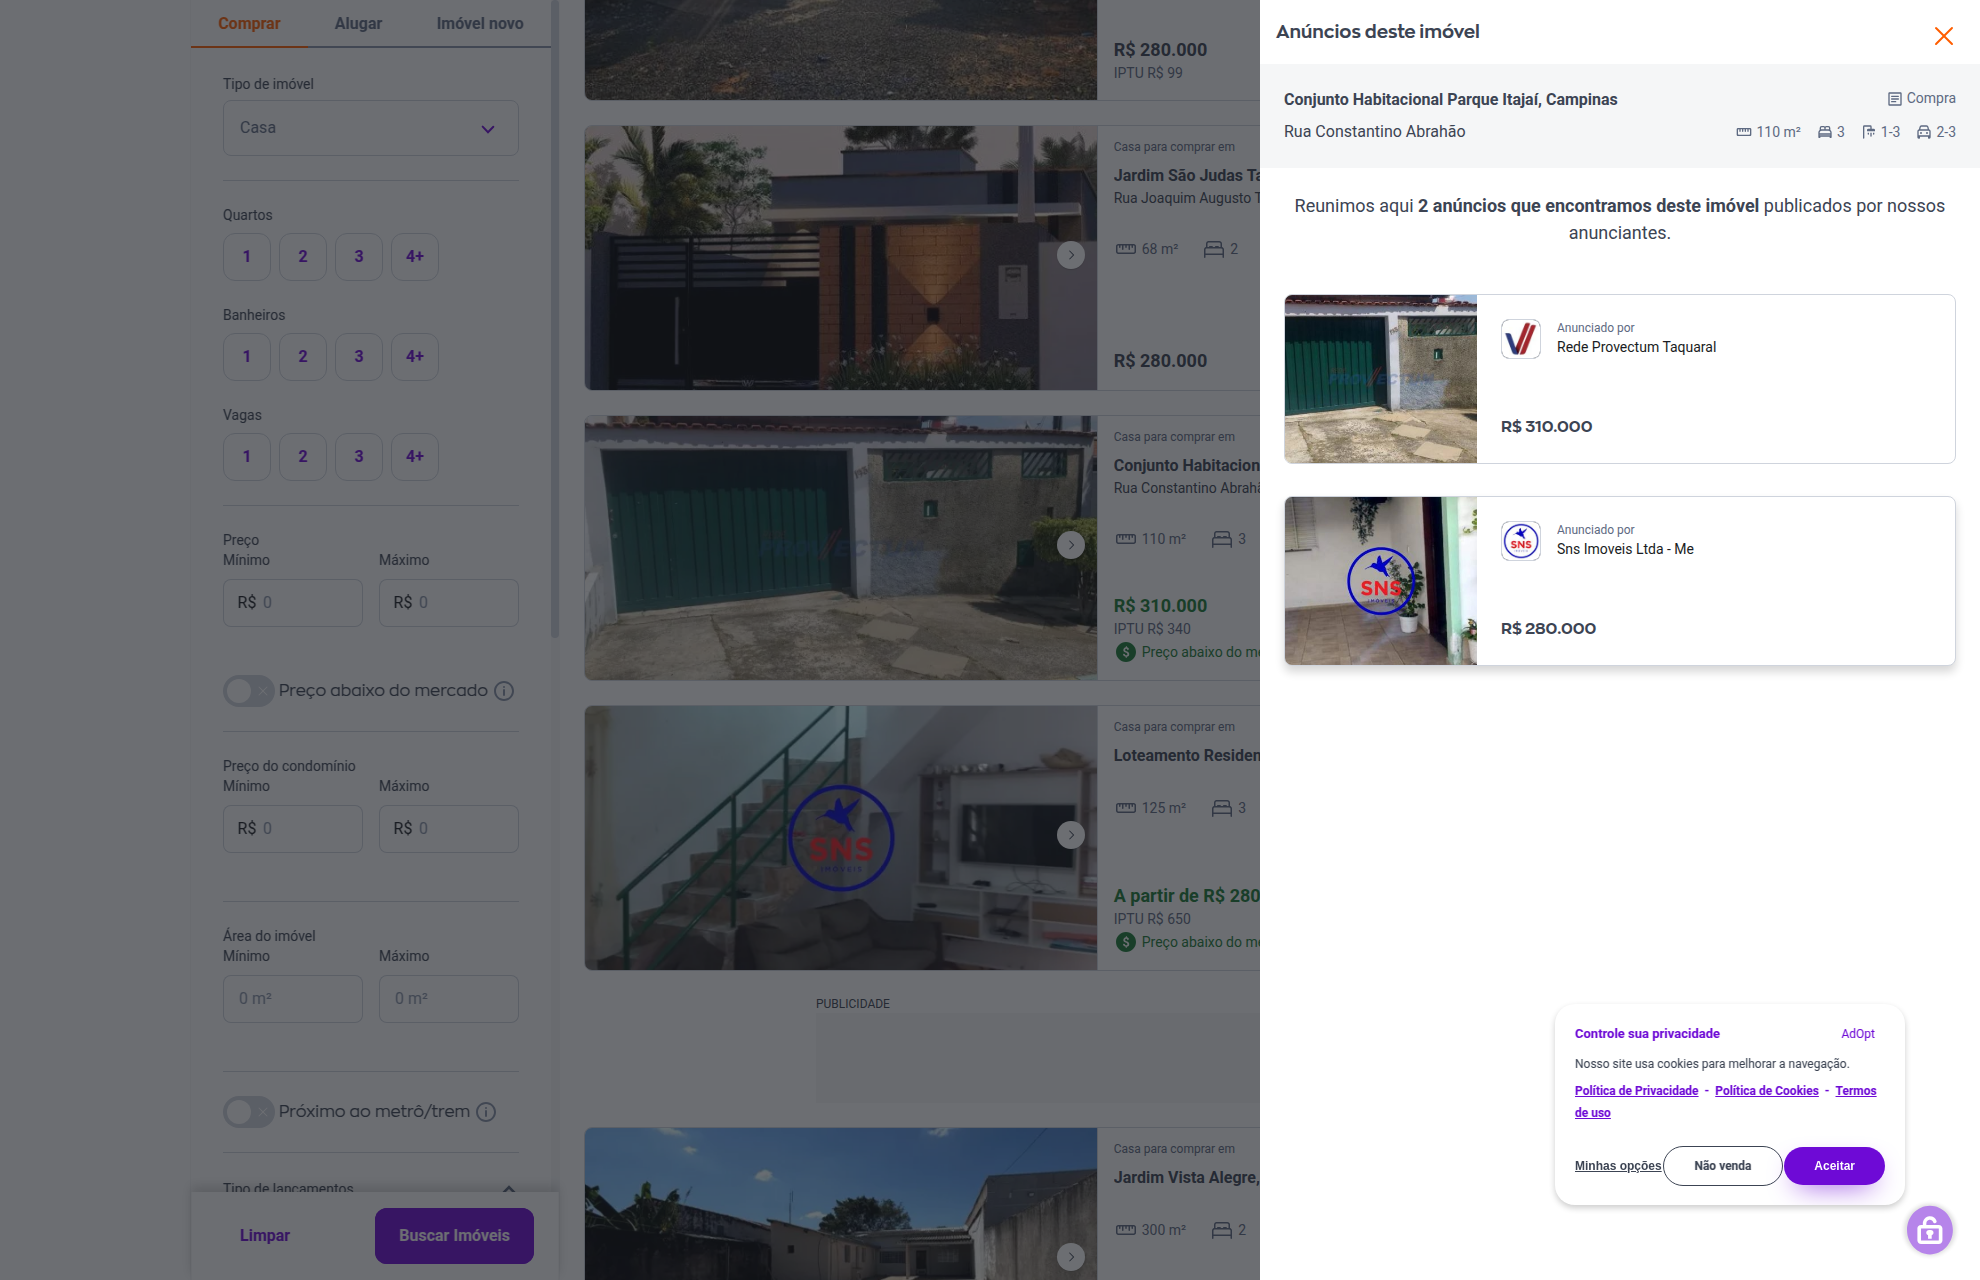 Comprar
Alugar
Imóvel novo
Tipo de imóvel
Casa
Quartos
1
2
3
4+
Banheiros
1
2
3
4+
Vagas
1
2
3
4+
Preço
Mínimo
Máximo
R$ 0
R$ 0
Preço abaixo do mercado
Preço do condomínio
Mínimo
Máximo
R$ 0
R$ 0
Área do imóvel
Mínimo
Máximo
0 m²
0 m²
Próximo ao metrô/trem
Tipo de lançamentos
Limpar
Buscar Imóveis
R$ 280.000
IPTU R$ 99
Casa para comprar em
Jardim São Judas Ta
Rua Joaquim Augusto T
68 m²
2
R$ 280.000
Casa para comprar em
Conjunto Habitacion
Rua Constantino Abrahã
110 m²
3
R$ 310.000
IPTU R$ 340
Preço abaixo do me
SNS
IMÓVEIS
Casa para comprar em
Loteamento Residen
125 m²
3
A partir de R$ 280
IPTU R$ 650
Preço abaixo do me
PUBLICIDADE
Casa para comprar em
Jardim Vista Alegre,
300 m²
2
Anúncios deste imóvel
Conjunto Habitacional Parque Itajaí, Campinas
Compra
Rua Constantino Abrahão
110 m²
3
1-3
2-3
Reunimos aqui 2 anúncios que encontramos deste imóvel publicados por nossos
anunciantes.
PROVECTUM
Anunciado por
Rede Provectum Taquaral
R$ 310.000
SNS
IMÓVEIS
SNS
Anunciado por
Sns Imoveis Ltda - Me
R$ 280.000
Controle sua privacidade
AdOpt
Nosso site usa cookies para melhorar a navegação.
Política de Privacidade - Política de Cookies - Termos
de uso
Minhas opções
Não venda
Aceitar